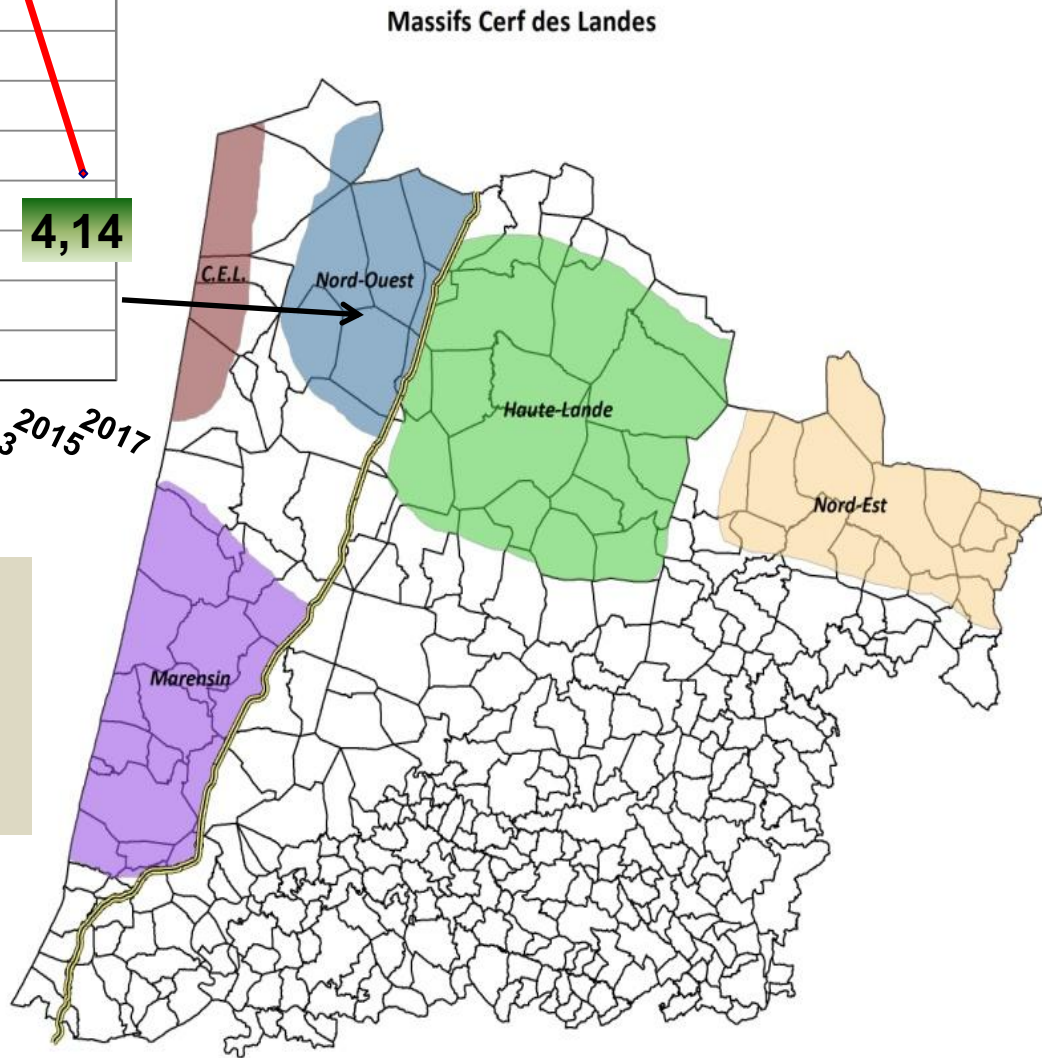 Massifs Cerf des Landes
4,14
C.E.L.
Nord-Ouest
Haute-Lande
2015
2017
Nord-Est
Marensin